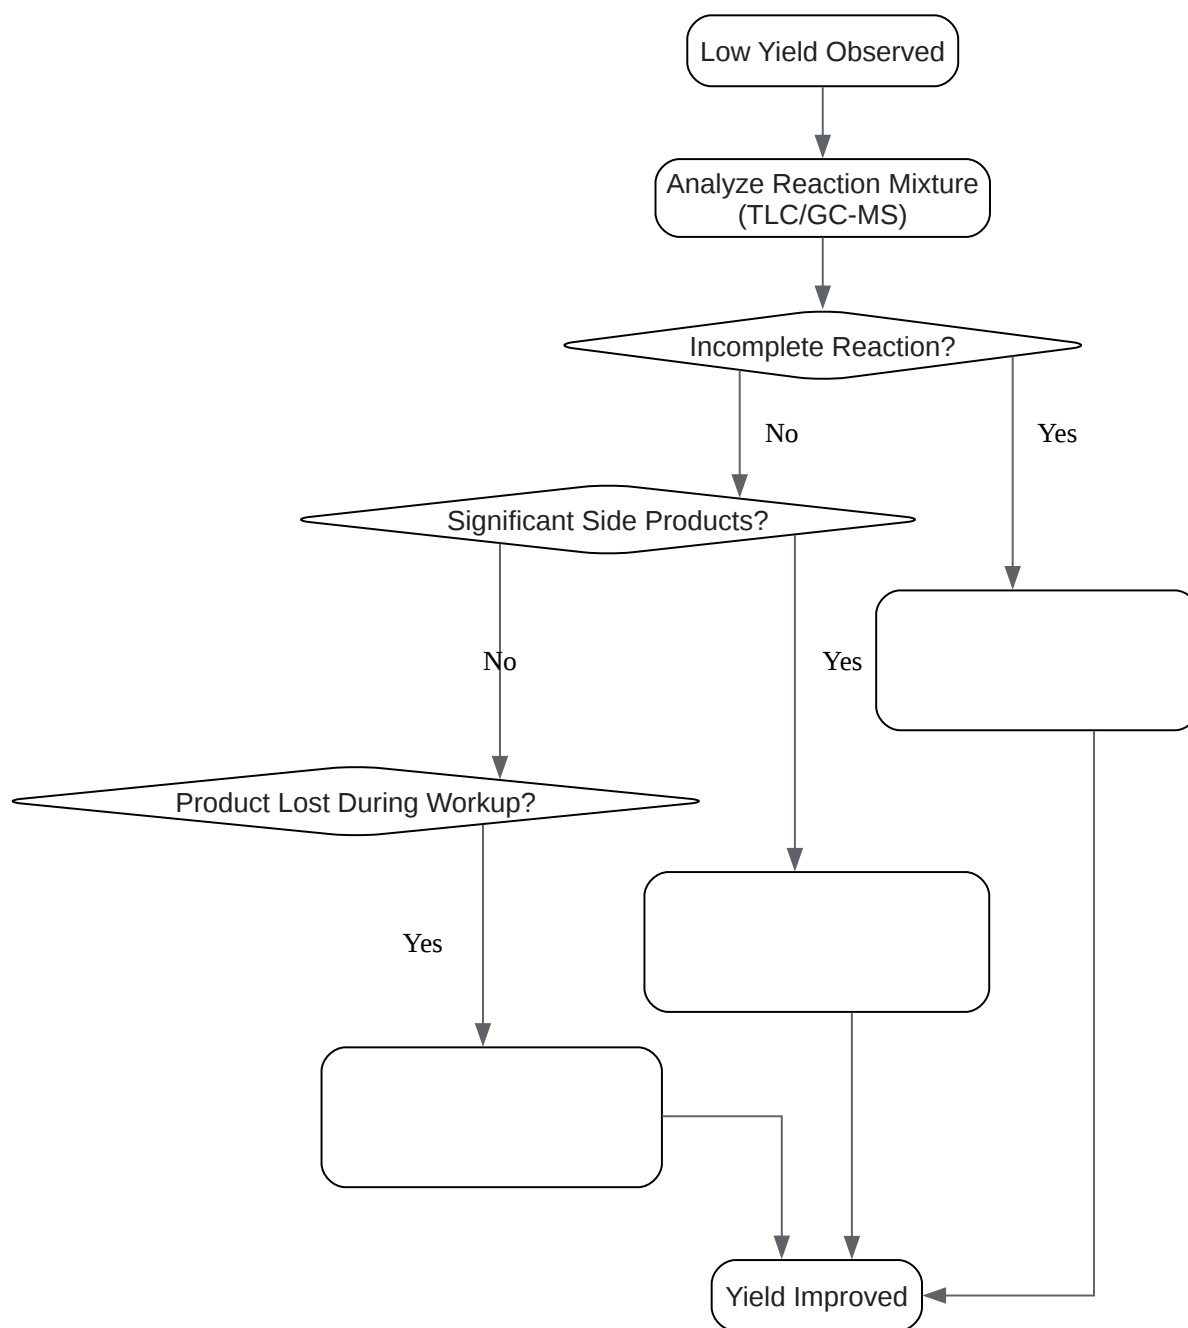 Low Yield Observed
Analyze Reaction Mixture
(TLC/GC-MS)
Incomplete Reaction?
No
Yes
Significant Side Products?
No
Yes
Product Lost During Workup?
Yes
Yield Improved